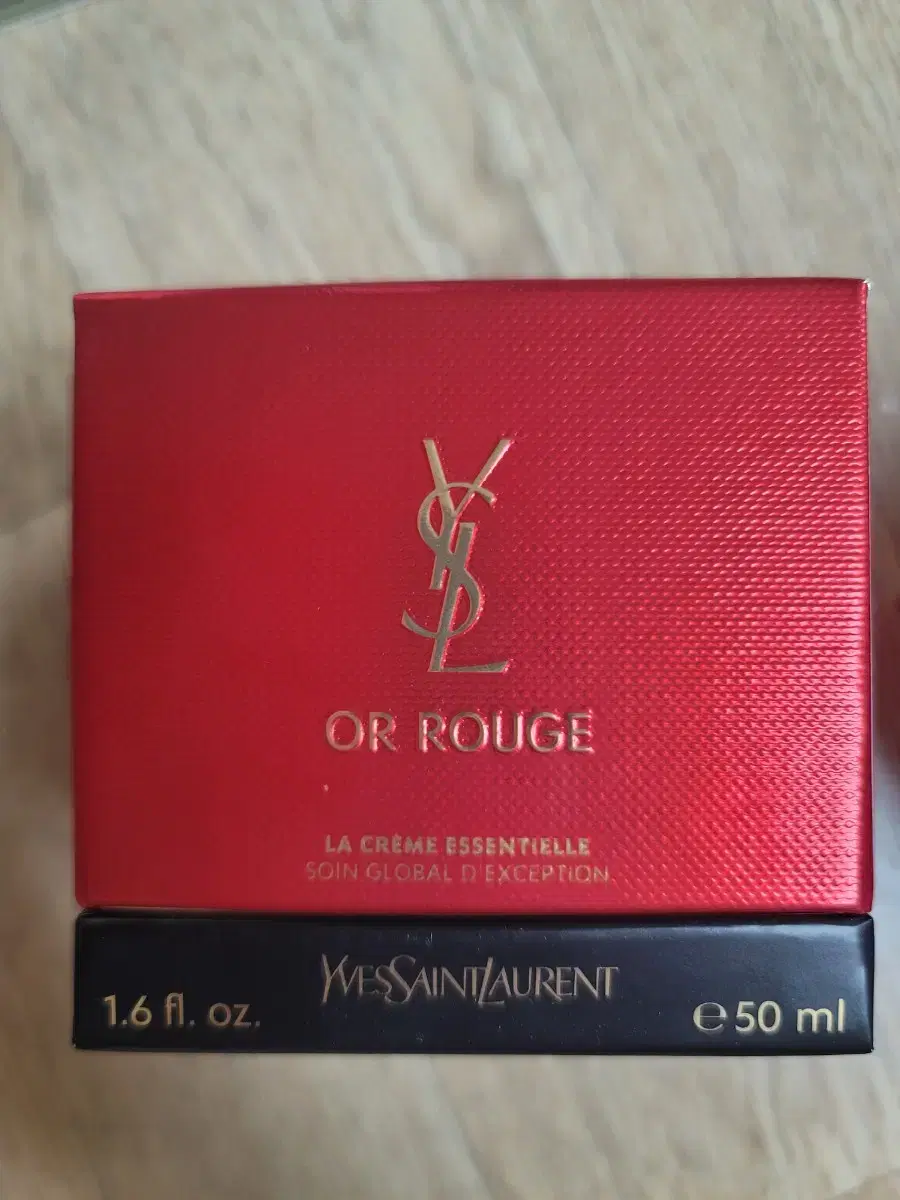 YSL
OR ROUGE
LA CRÈME ESSENTIELLE
SOIN GLOBAL D'EXCEPTION
YVESSAINTLAURENT
1.6 fl. oz. ℮50 ml